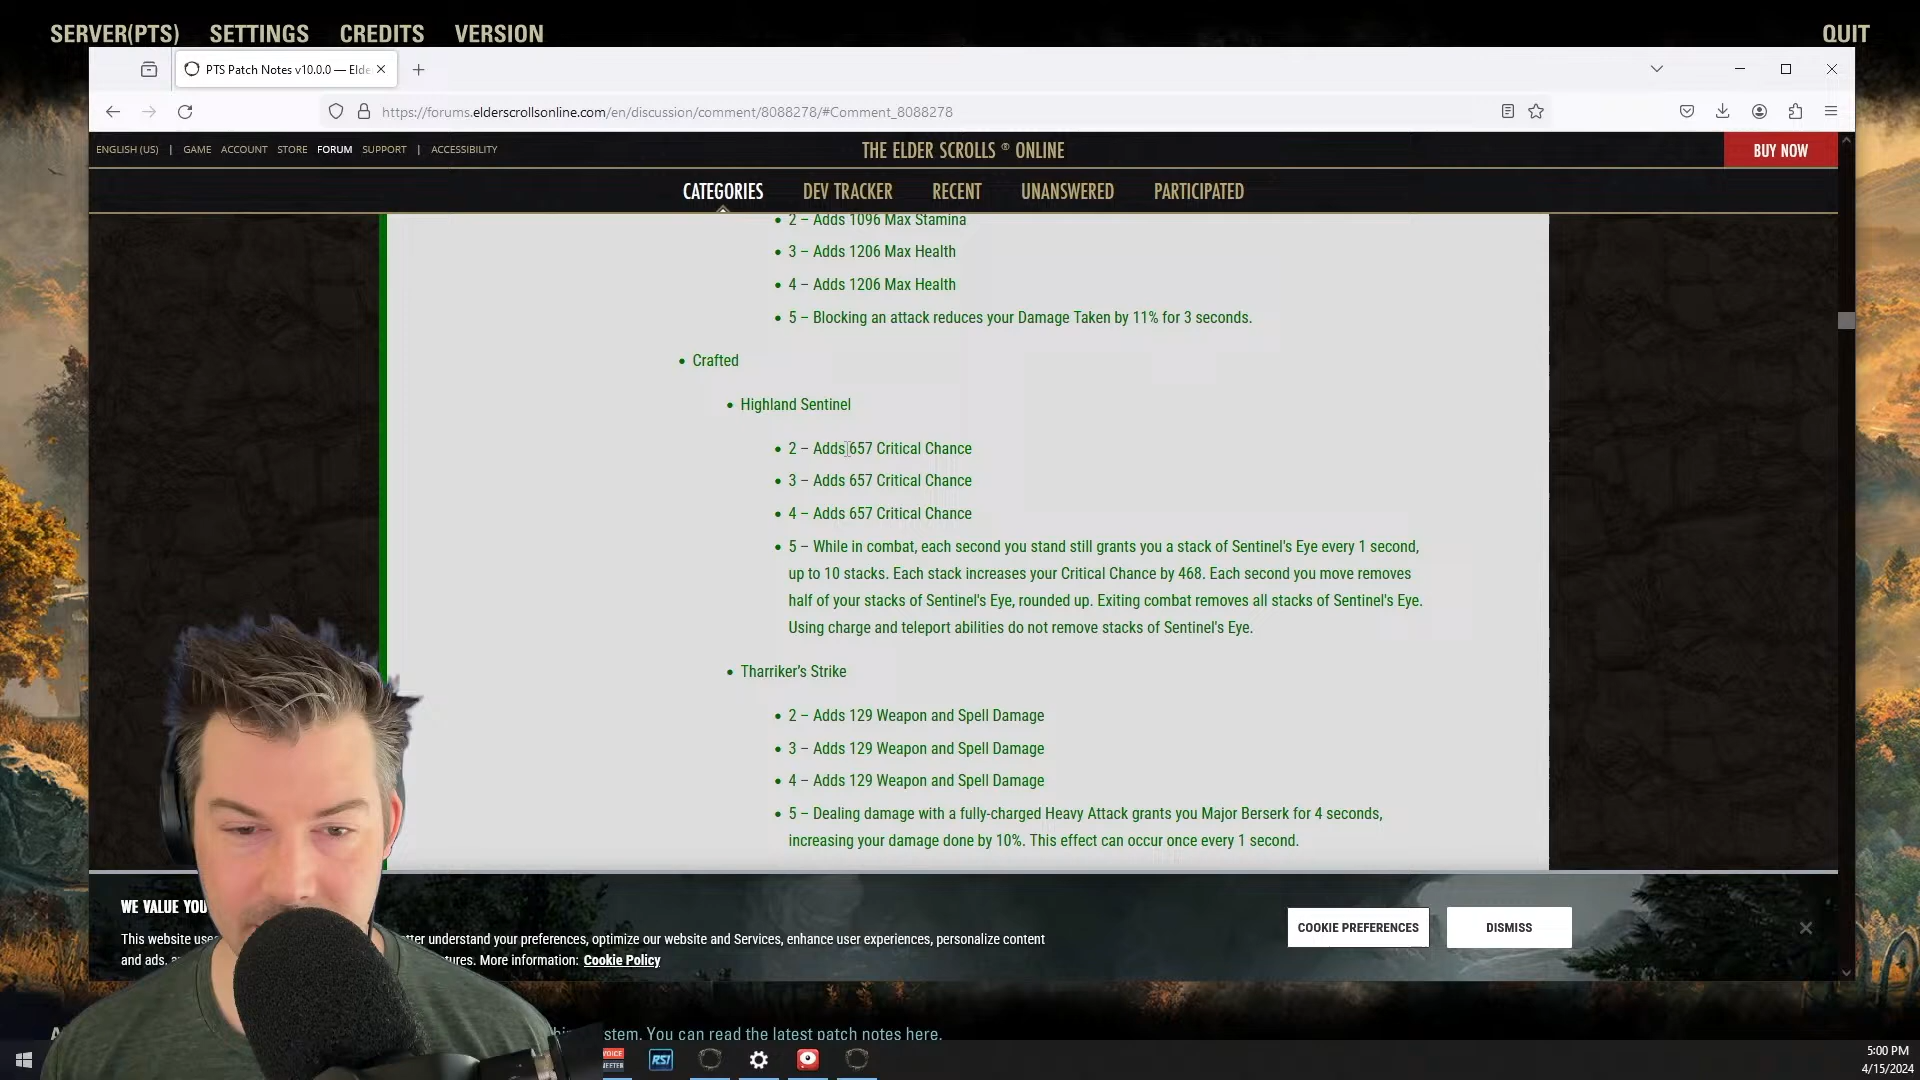 SERVER(PTS) SETTINGS CREDITS VERSION QUIT
PTS Patch Notes v10.0.0 — Elde
https://forums.elderscrollsonline.com/en/discussion/comment/8088278/#Comment_8088278
ENGLISH (US) | GAME ACCOUNT STORE FORUM SUPPORT | ACCESSIBILITY
THE ELDER SCROLLS ® ONLINE
BUY NOW
CATEGORIES DEV TRACKER RECENT UNANSWERED PARTICIPATED
• 2 – Adds 1096 Max Stamina
• 3 – Adds 1206 Max Health
• 4 – Adds 1206 Max Health
• 5 – Blocking an attack reduces your Damage Taken by 11% for 3 seconds.
• Crafted
• Highland Sentinel
• 2 – Adds 657 Critical Chance
• 3 – Adds 657 Critical Chance
• 4 – Adds 657 Critical Chance
• 5 – While in combat, each second you stand still grants you a stack of Sentinel's Eye every 1 second,
up to 10 stacks. Each stack increases your Critical Chance by 468. Each second you move removes
half of your stacks of Sentinel's Eye, rounded up. Exiting combat removes all stacks of Sentinel's Eye.
Using charge and teleport abilities do not remove stacks of Sentinel's Eye.
• Tharriker's Strike
• 2 – Adds 129 Weapon and Spell Damage
• 3 – Adds 129 Weapon and Spell Damage
• 4 – Adds 129 Weapon and Spell Damage
• 5 – Dealing damage with a fully-charged Heavy Attack grants you Major Berserk for 4 seconds,
increasing your damage done by 10%. This effect can occur once every 1 second.
WE VALUE YOU
This website use tter understand your preferences, optimize our website and Services, enhance user experiences, personalize content
and ads, tures. More information: Cookie Policy
COOKIE PREFERENCES
DISMISS
stem. You can read the latest patch notes here.
VOICE
MEETER
RSI
5:00 PM
4/15/2024